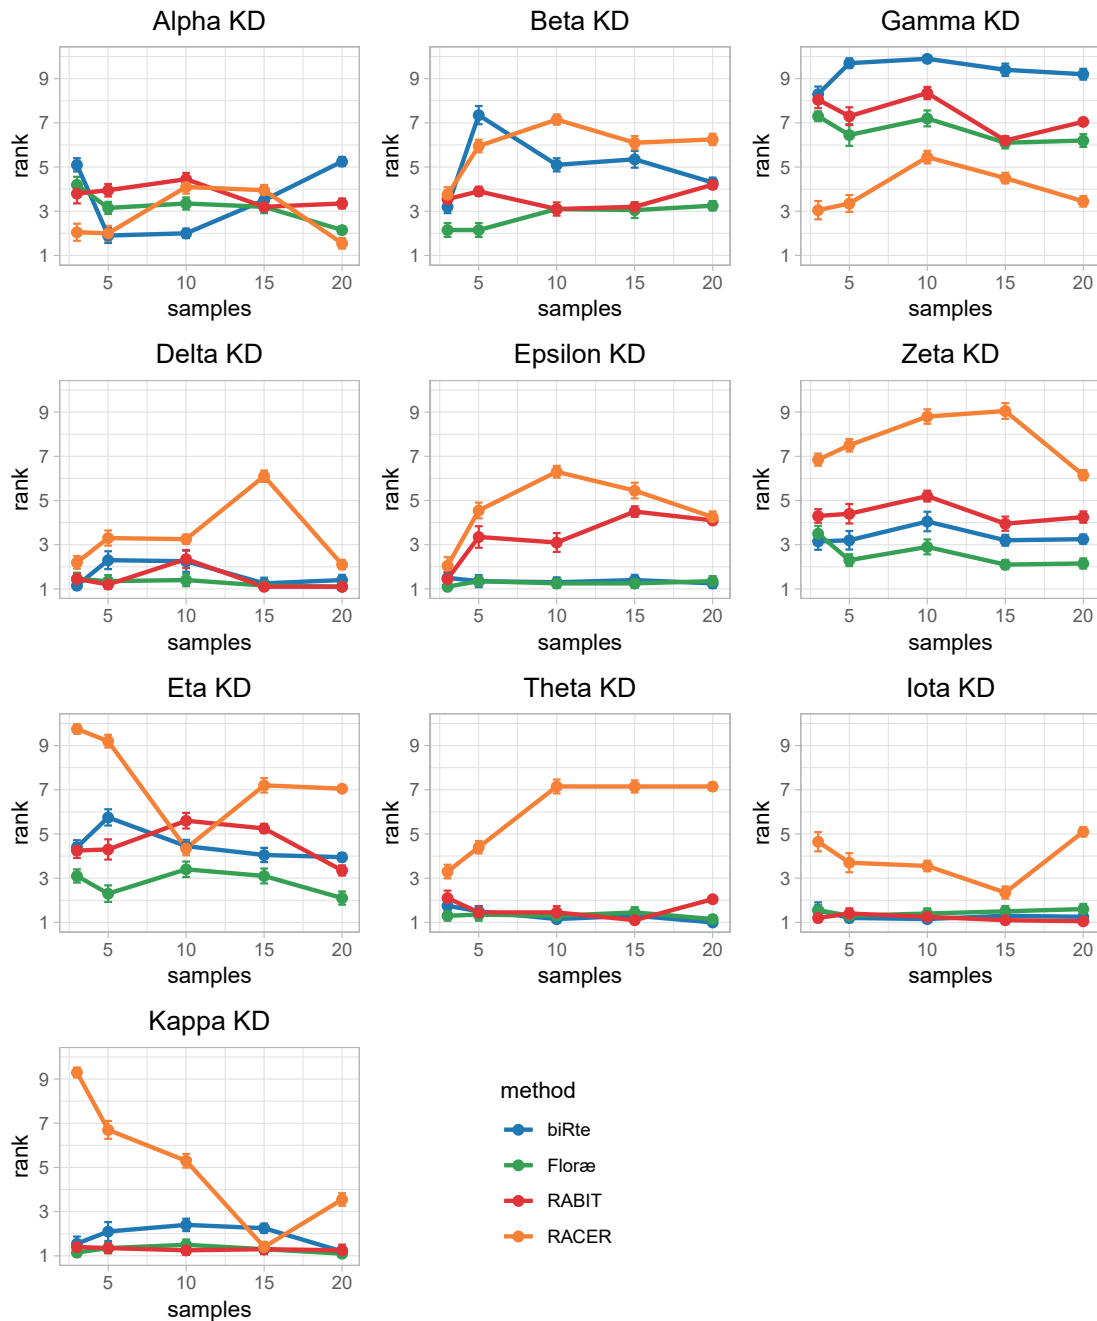 Alpha KD
Beta KD
Gamma KD
9
7
5
3
1
rank
5
10
15
20
samples
9
7
5
3
1
rank
5
10
15
20
samples
9
7
5
3
1
rank
5
10
15
20
samples
Delta KD
Epsilon KD
Zeta KD
9
7
5
3
1
rank
5
10
15
20
samples
9
7
5
3
1
rank
5
10
15
20
samples
9
7
5
3
1
rank
5
10
15
20
samples
Eta KD
Theta KD
Iota KD
9
7
5
3
1
rank
5
10
15
20
samples
9
7
5
3
1
rank
5
10
15
20
samples
9
7
5
3
1
rank
5
10
15
20
samples
Kappa KD
9
7
5
3
1
rank
5
10
15
20
samples
method
biRte
Floræ
RABIT
RACER